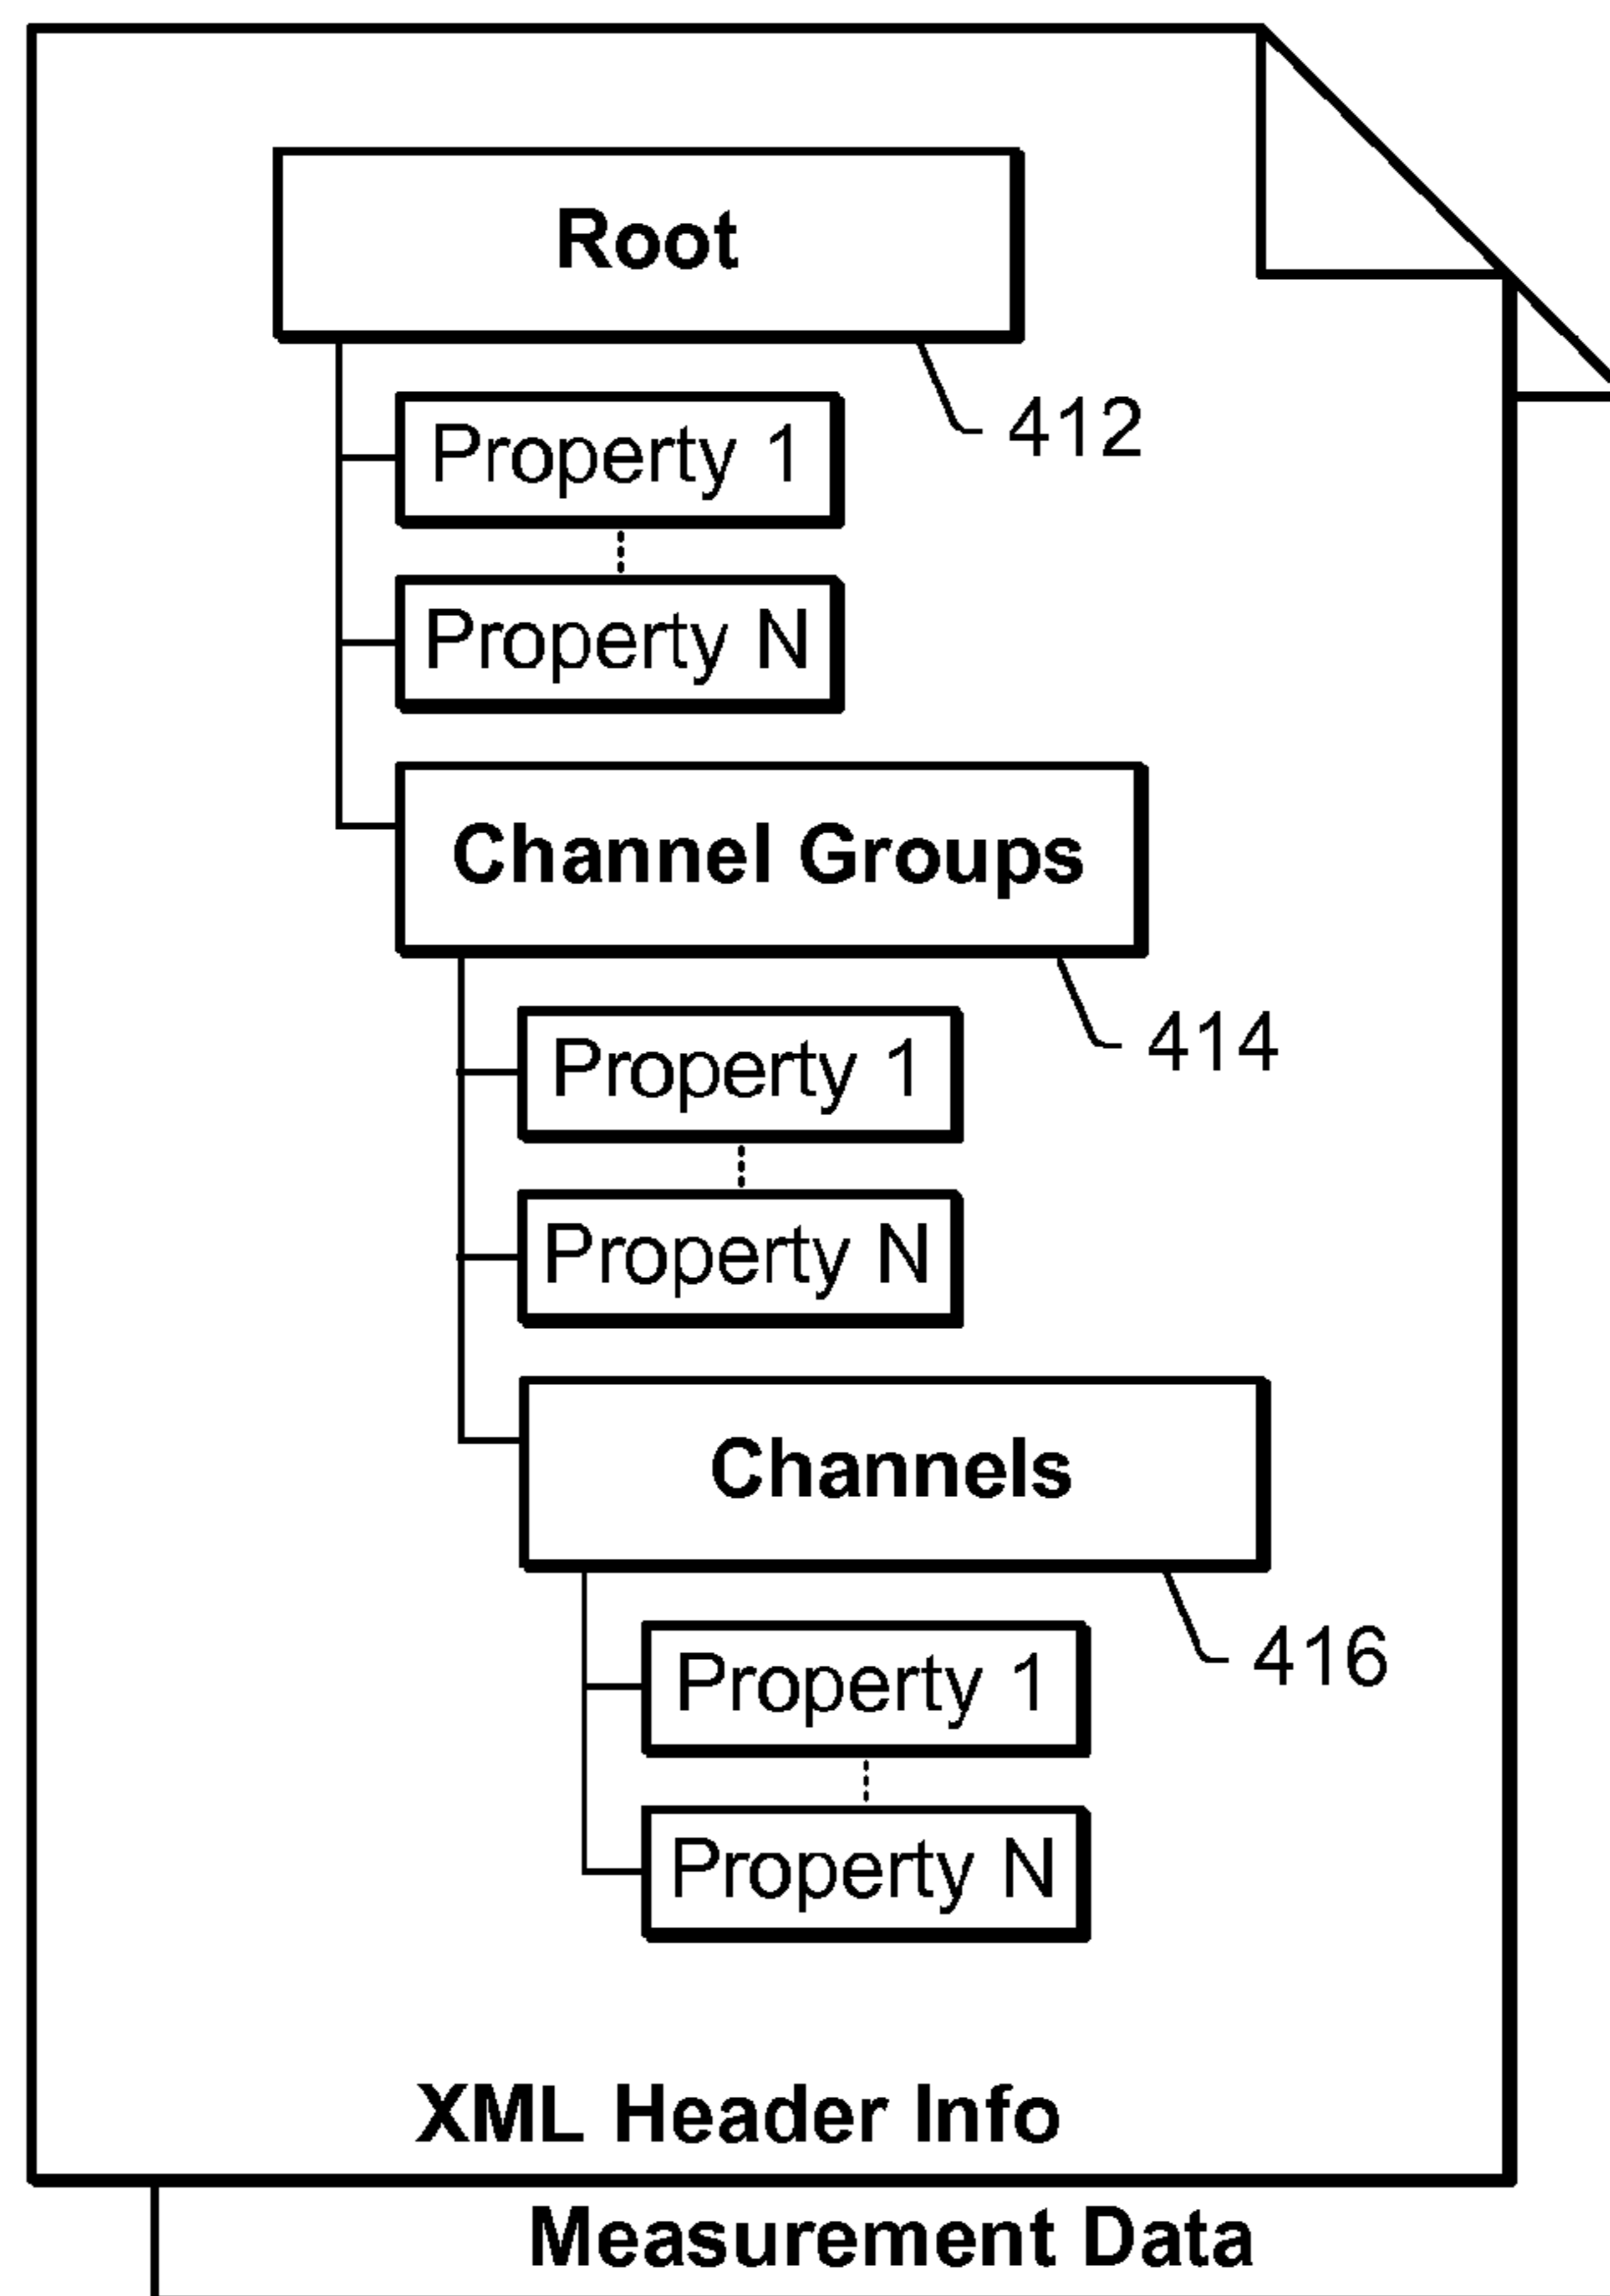 Root
412
Property 1
Property N
Channel Groups
414
Property 1
Property N
Channels
416
Property 1
Property N
XML Header Info
Measurement Data